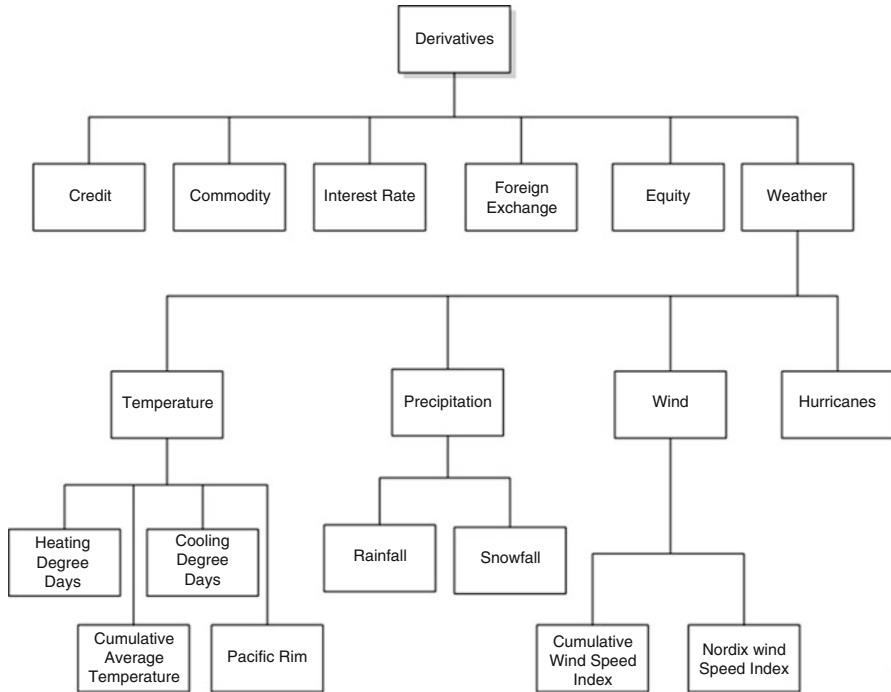 Derivatives
Credit
Commodity
Interest Rate
Foreign
Exchange
Equity
Weather
Temperature
Precipitation
Wind
Hurricanes
Heating
Degree
Days
Cooling
Degree
Days
Rainfall
Snowfall
Cumulative
Average
Temperature
Pacific Rim
Cumulative
Wind Speed
Index
Nordix wind
Speed Index